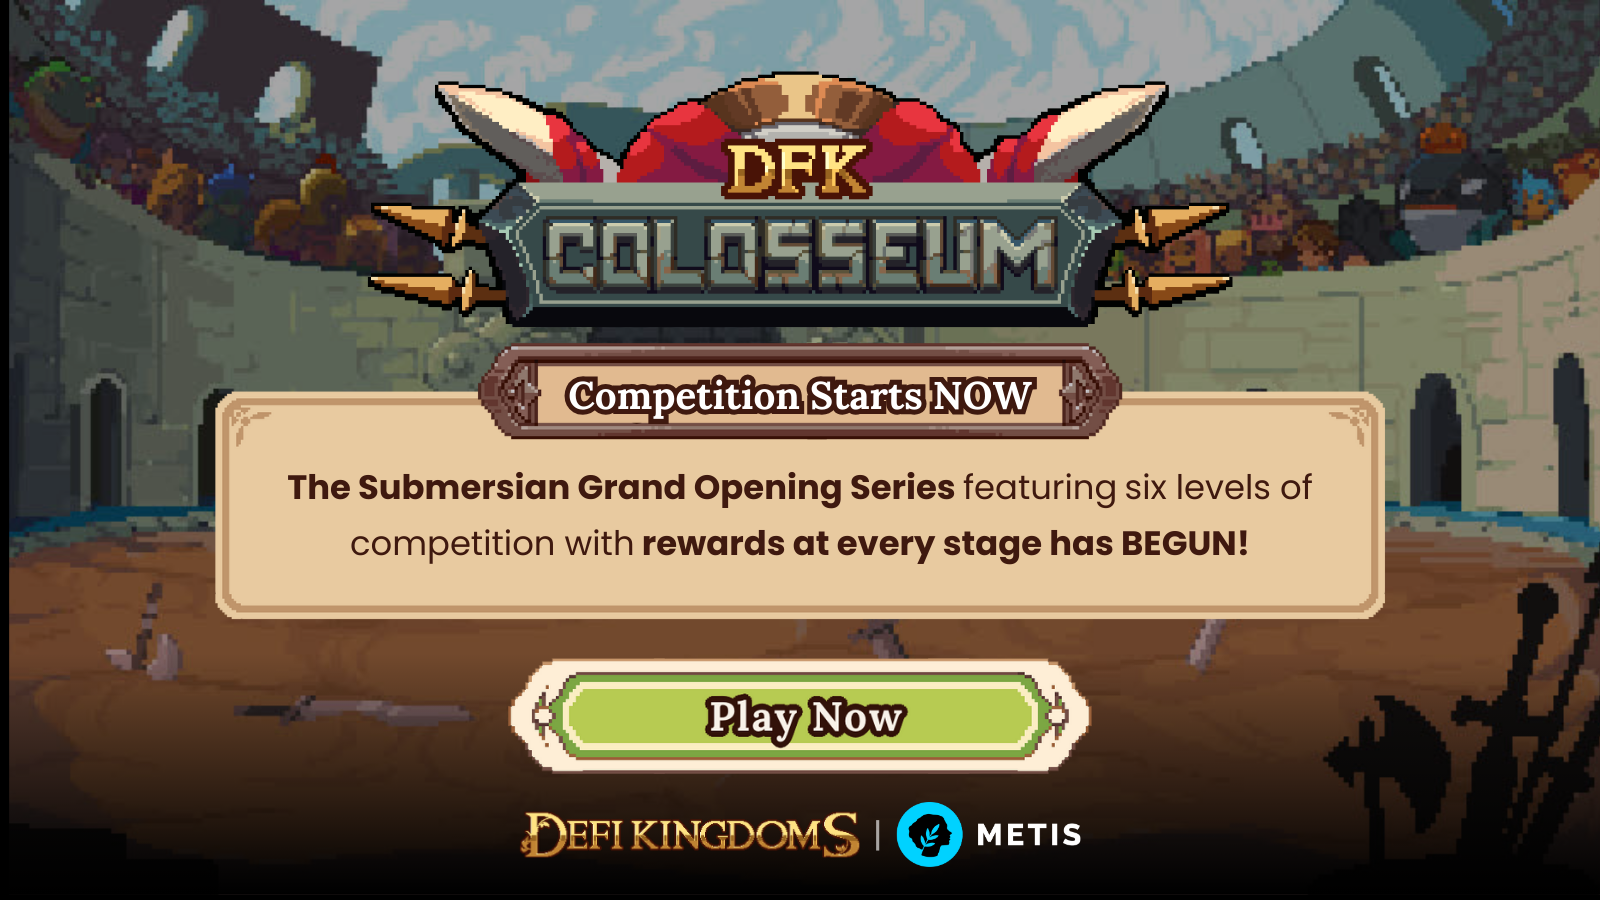 DFK
COLOSSEUM
Competition Starts NOW
The Submersian Grand Opening Series featuring six levels of
competition with rewards at every stage has BEGUN!
Play Now
DEFI KINGDOMS | METIS